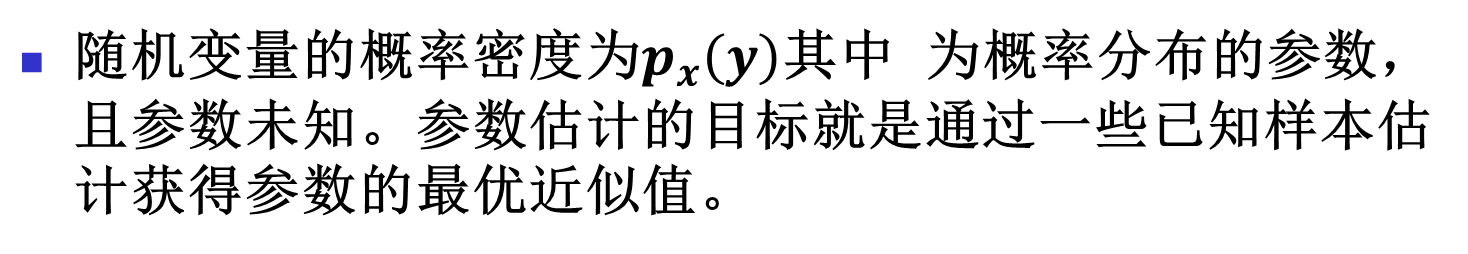 随机变量的概率密度为pₓ(y)其中 为概率分布的参数，
且参数未知。参数估计的目标就是通过一些已知样本估
计获得参数的最优近似值。